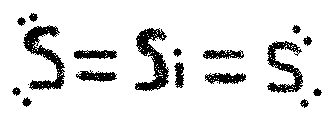 S = Si = S